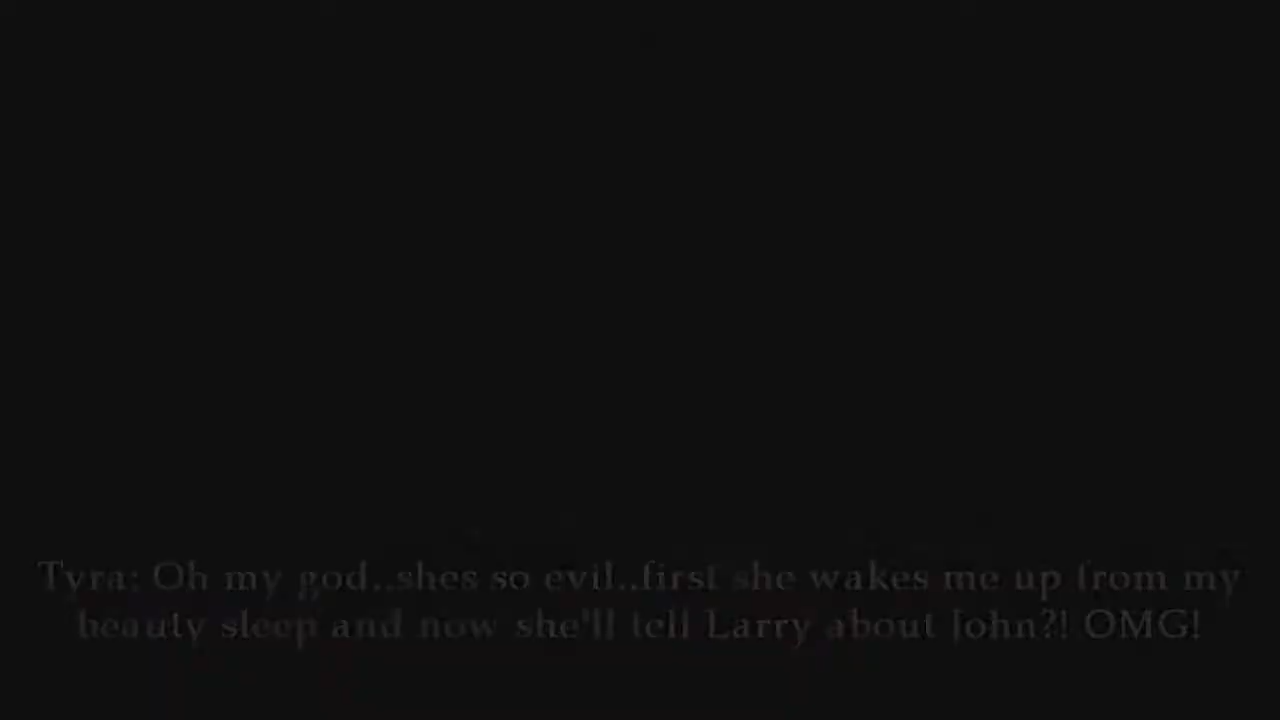 Tyra: Oh my god..shes so evil..first she wakes me up from my
beauty sleep and now she'll tell Larry about John?! OMG!